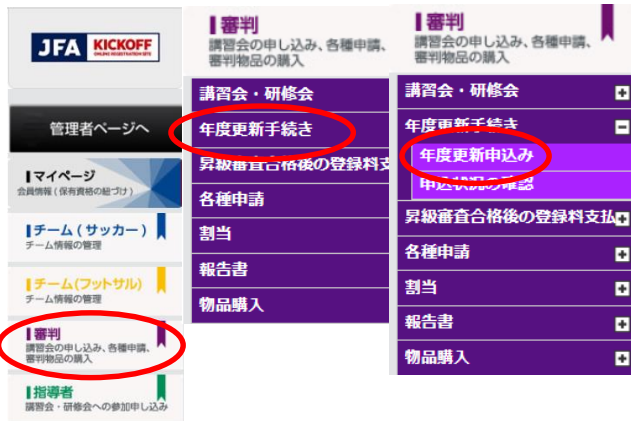 JFA KICKOFF
ONLINE REGISTRATION SITE
管理者ページへ
マイページ
会員情報(保有資格の紐づけ)
チーム(サッカー)
チーム情報の管理
チーム(フットサル)
チーム情報の管理
審判
講習会の申し込み、各種申請、
審判物品の購入
指導者
講習会・研修会への参加申し込み
審判
講習会の申し込み、各種申請、
審判物品の購入
講習会・研修会
年度更新手続き
昇級審査合格後の登録料支
各種申請
割当
報告書
物品購入
審判
講習会の申し込み、各種申請、
審判物品の購入
講習会・研修会
年度更新手続き
年度更新申込み
申込状況の確認
昇級審査合格後の登録料支払
各種申請
割当
報告書
物品購入